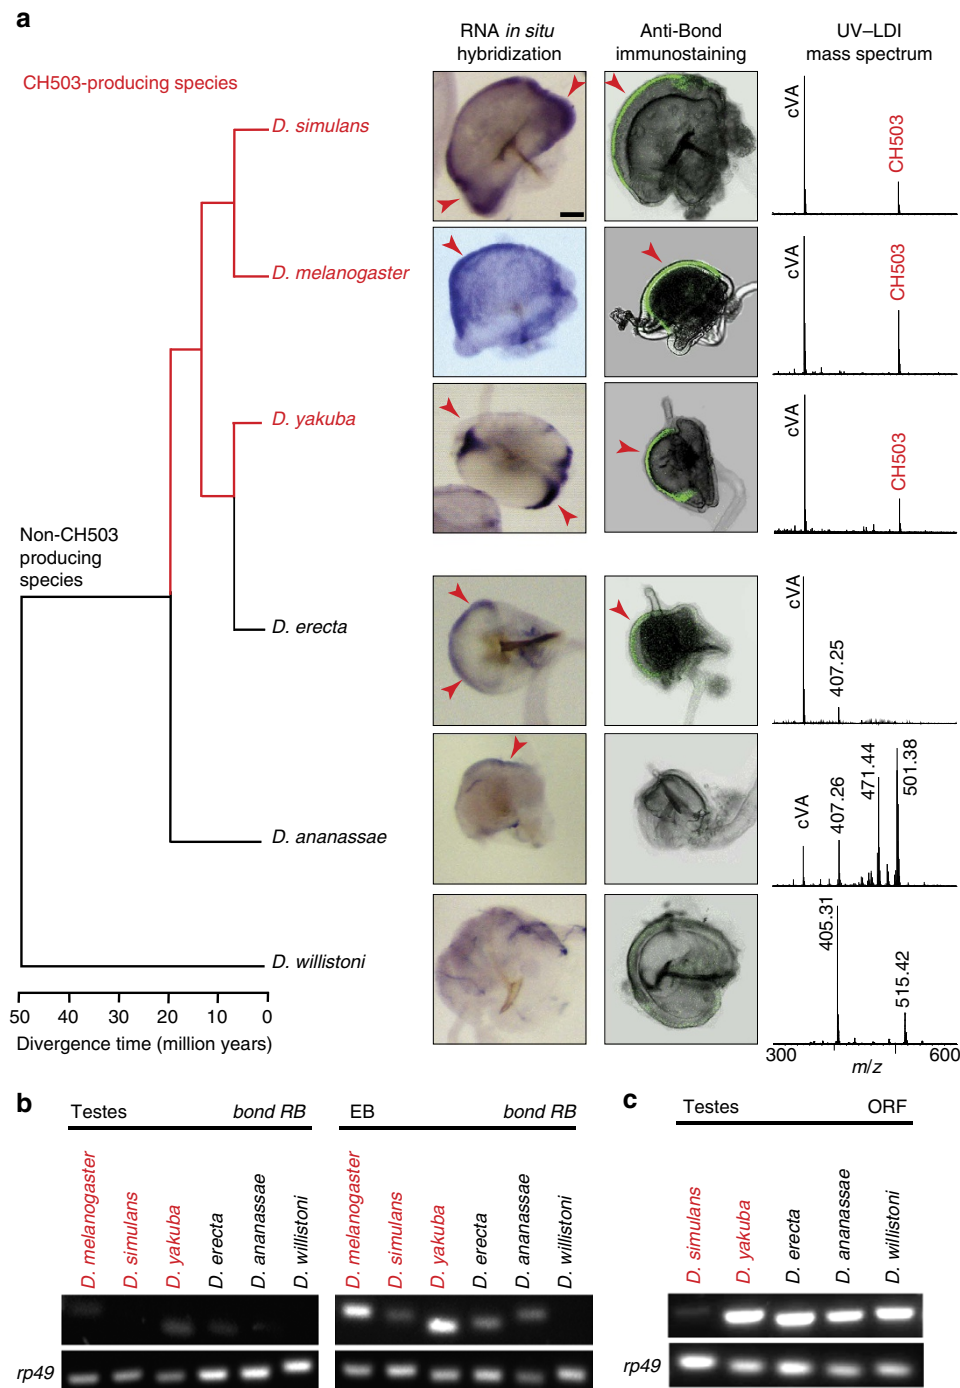 a
RNA in situ hybridization
Anti-Bond immunostaining
UV–LDI mass spectrum
CH503-producing species
D. simulans
cVA
CH503
D. melanogaster
cVA
CH503
D. yakuba
cVA
CH503
Non-CH503 producing species
D. erecta
cVA
407.25
D. ananassae
cVA
407.26
471.44
501.38
D. willistoni
405.31
515.42
50 40 30 20 10 0
Divergence time (million years)
300 600
m/z
b
Testes bond RB
D. melanogaster
D. simulans
D. yakuba
D. erecta
D. ananassae
D. willistoni
EB bond RB
D. melanogaster
D. simulans
D. yakuba
D. erecta
D. ananassae
D. willistoni
rp49
c
Testes ORF
D. simulans
D. yakuba
D. erecta
D. ananassae
D. willistoni
rp49